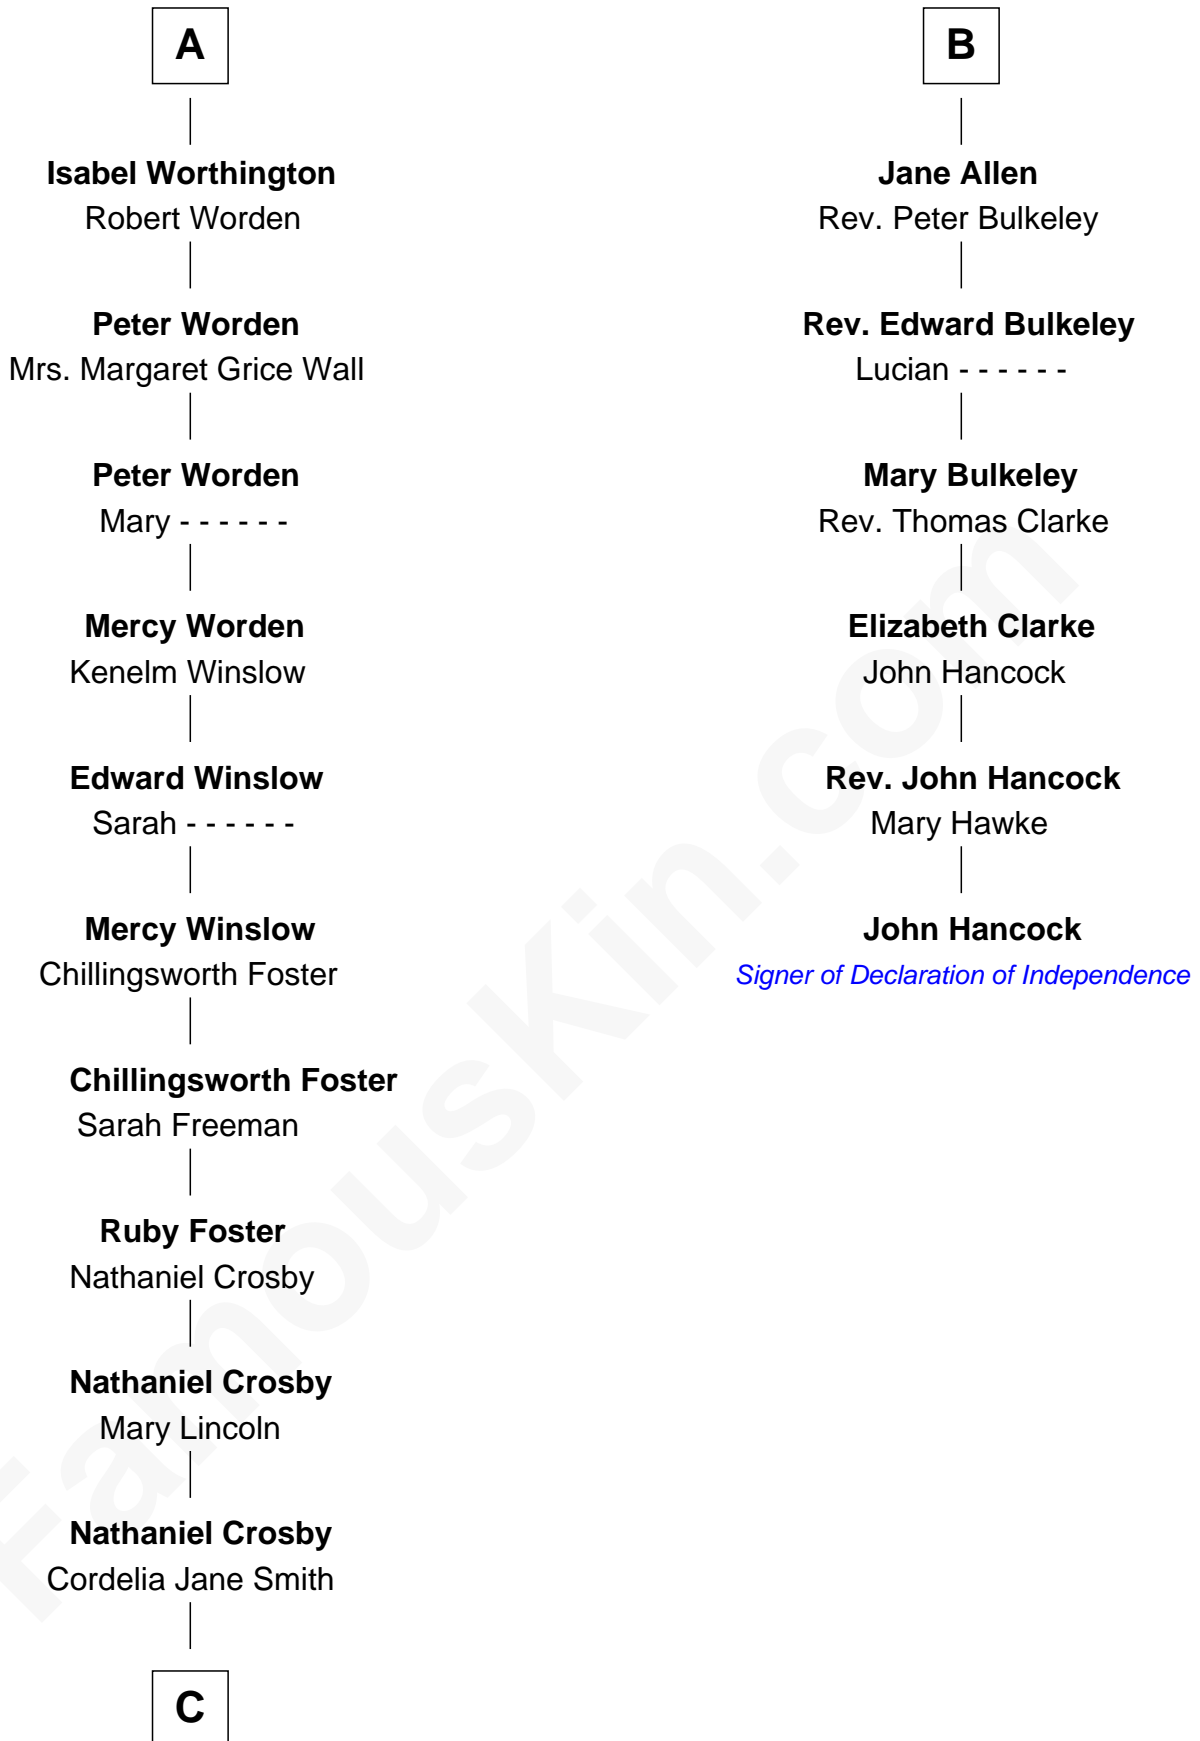 A
Isabel Worthington
Robert Worden
Peter Worden
Mrs. Margaret Grice Wall
Peter Worden
Mary - - - - - -
Mercy Worden
Kenelm Winslow
Edward Winslow
Sarah - - - - - -
Mercy Winslow
Chillingsworth Foster
Chillingsworth Foster
Sarah Freeman
Ruby Foster
Nathaniel Crosby
Nathaniel Crosby
Mary Lincoln
Nathaniel Crosby
Cordelia Jane Smith
C
B
Jane Allen
Rev. Peter Bulkeley
Rev. Edward Bulkeley
Lucian - - - - - -
Mary Bulkeley
Rev. Thomas Clarke
Elizabeth Clarke
John Hancock
Rev. John Hancock
Mary Hawke
John Hancock
Signer of Declaration of Independence
FamousKin.com